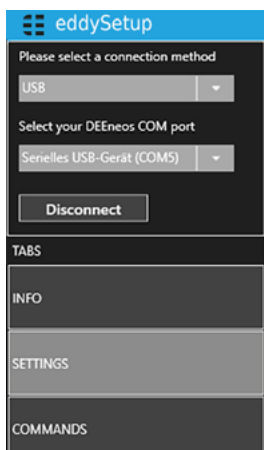 eddySetup
Please select a connection method
USB
Select your DEEneos COM port
Serielles USB-Gerät (COM5)
Disconnect
TABS
INFO
SETTINGS
COMMANDS